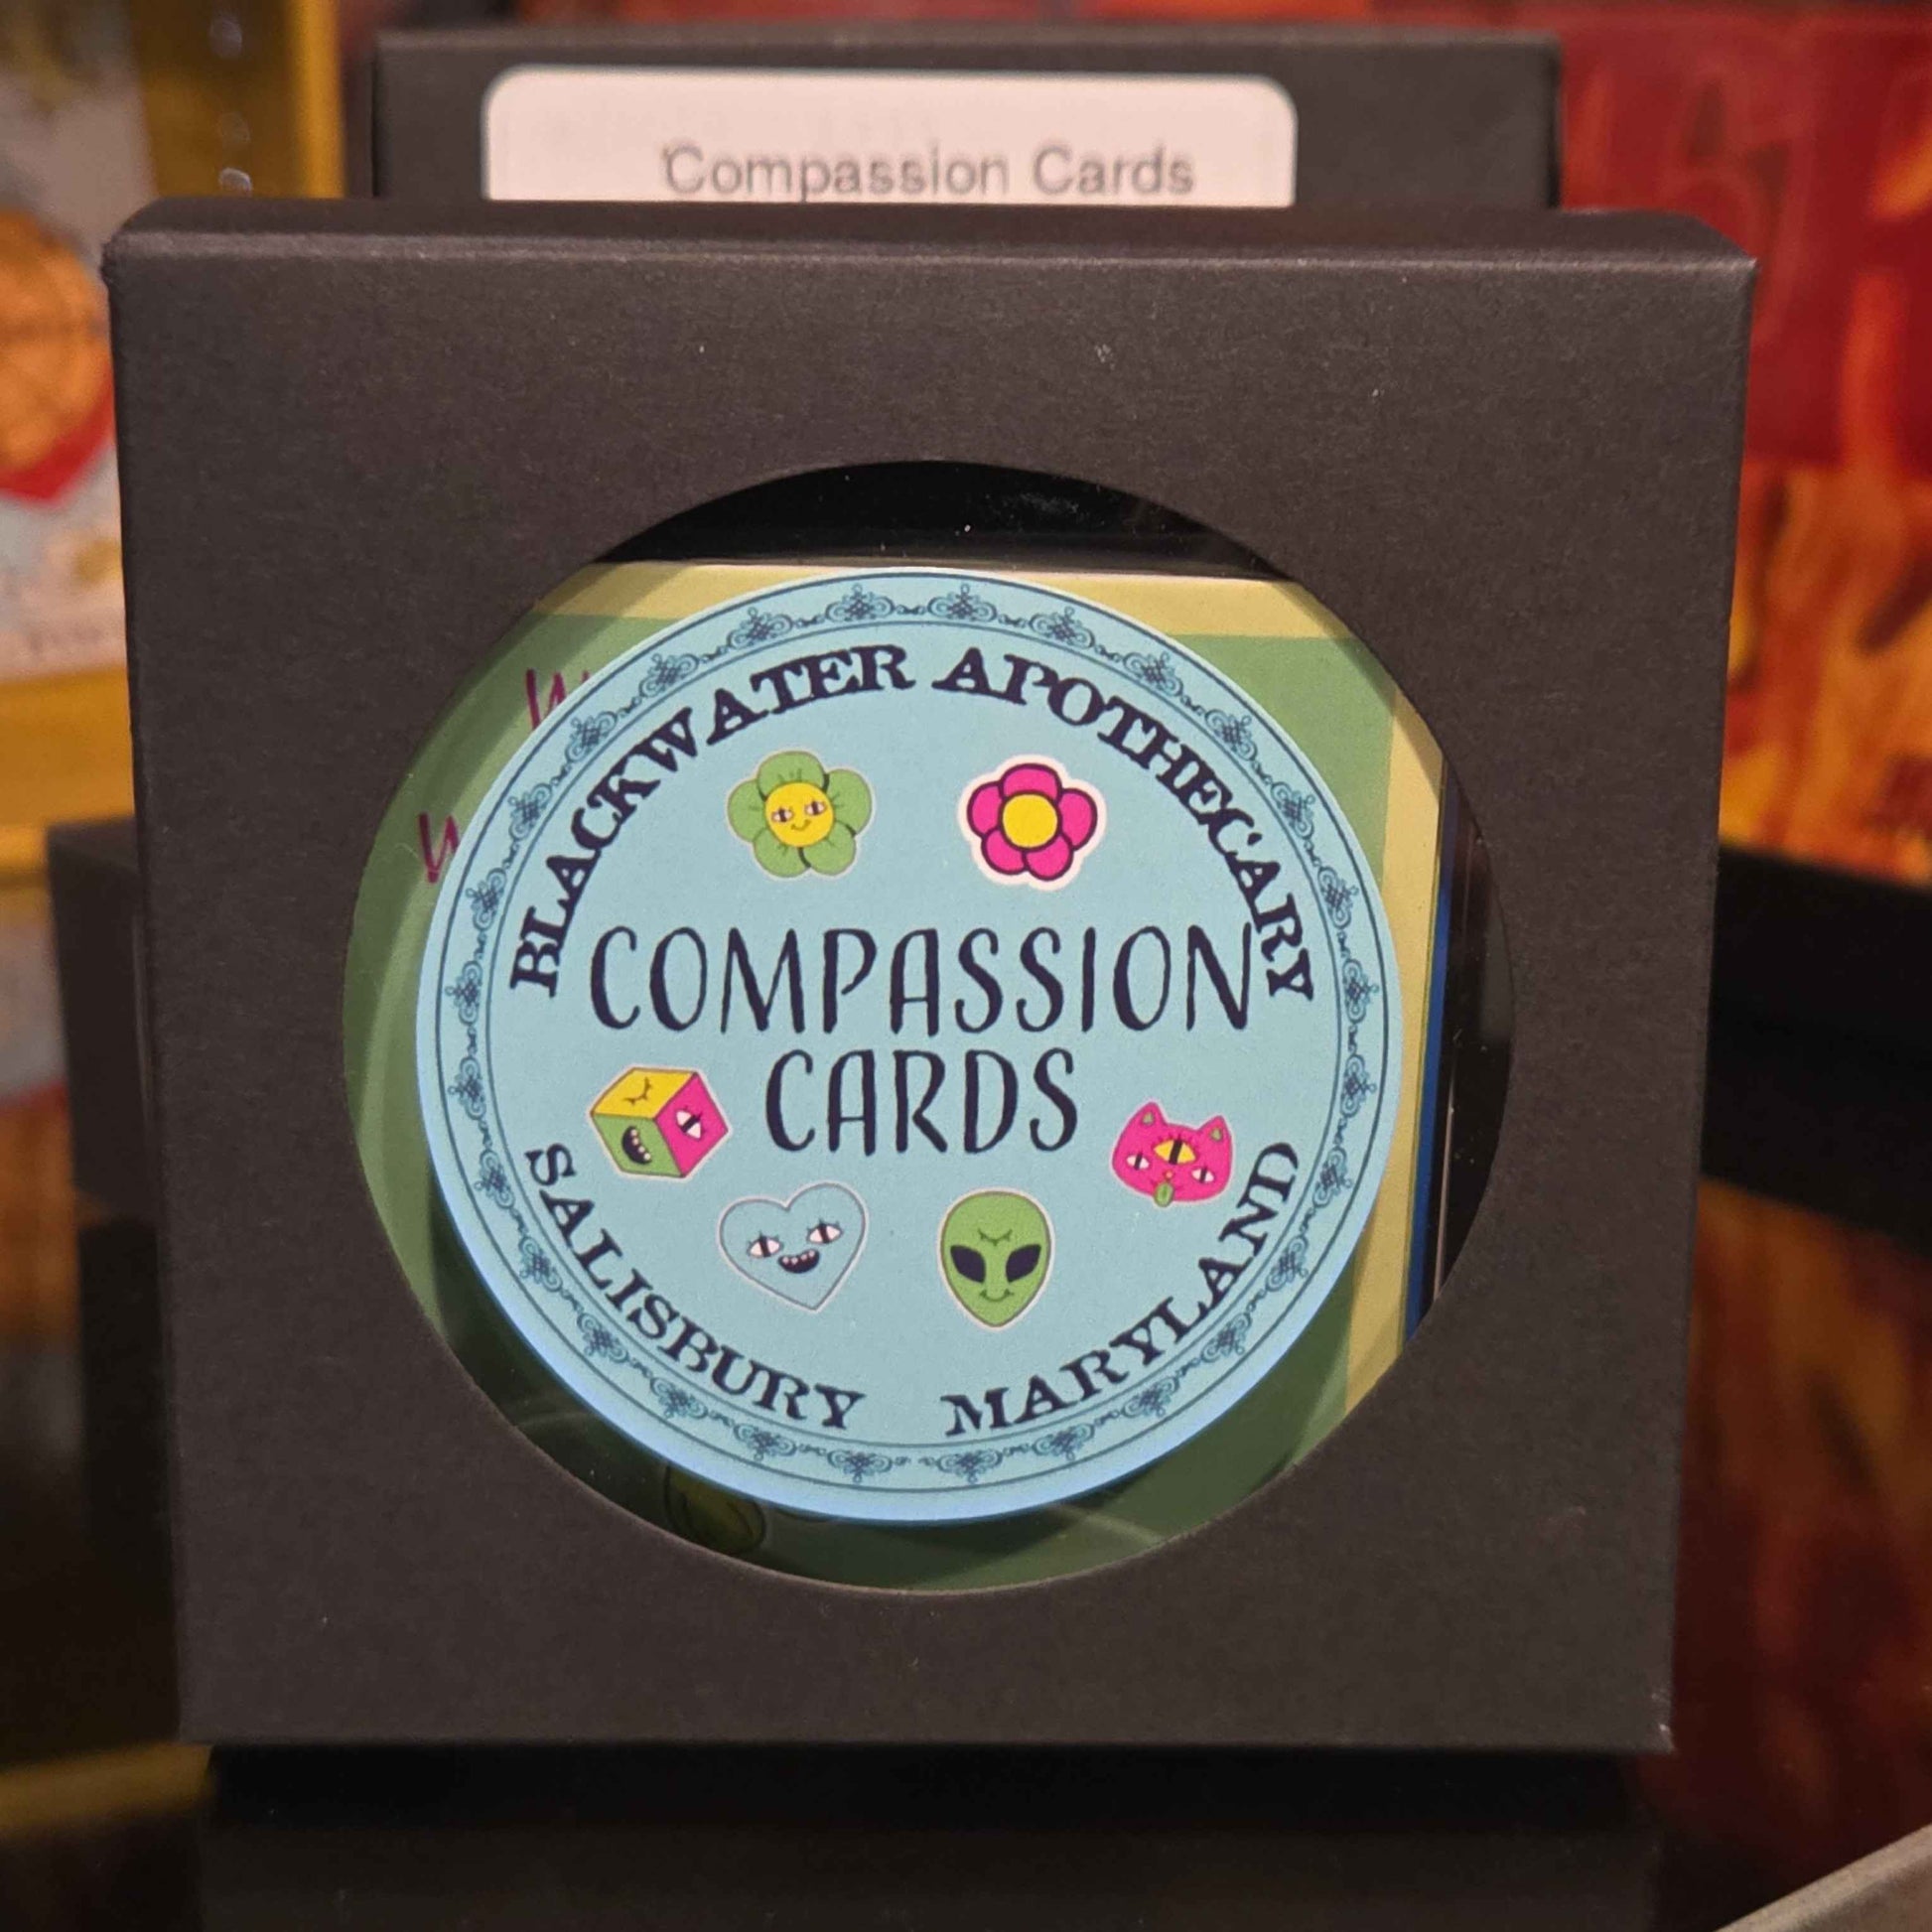 Compassion Cards
BLACKWATER APOTHECARY
COMPASSION
CARDS
SALISBURY MARYLAND